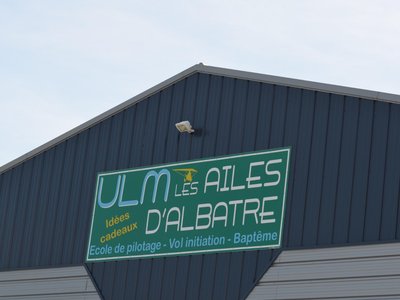 ULM LES AILES
D'ALBATRE
Idées
cadeaux
Ecole de pilotage - Vol initiation - Baptême